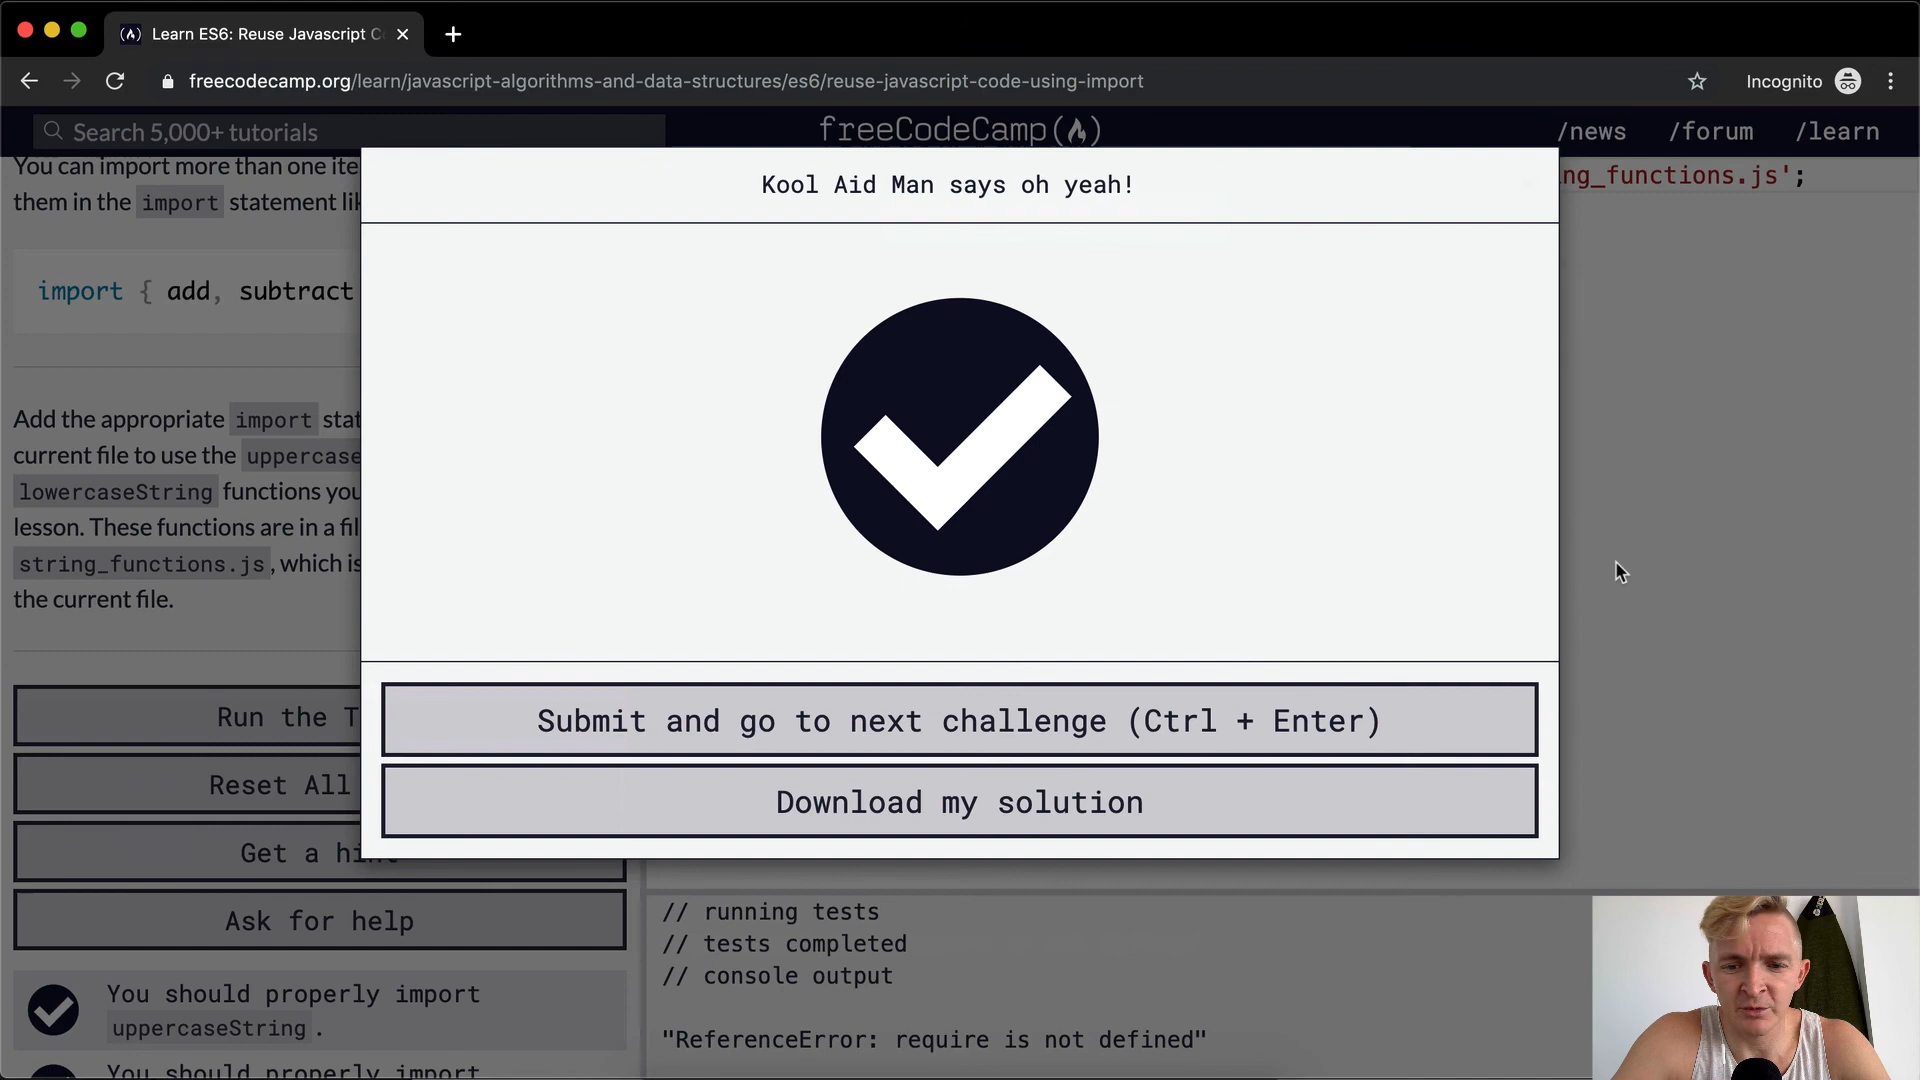 Learn ES6: Reuse Javascript C
freecodecamp.org/learn/javascript-algorithms-and-data-structures/es6/reuse-javascript-code-using-import
Incognito
Search 5,000+ tutorials
freeCodeCamp
/news /forum /learn
You can import more than one ite
them in the import statement lik
import { add, subtract
Add the appropriate import stat
current file to use the uppercase
lowercaseString functions you
lesson. These functions are in a fil
string_functions.js, which is
the current file.
Run the T
Reset All
Get a hint
Ask for help
You should properly import
uppercaseString.
You should properly import
Kool Aid Man says oh yeah!
Submit and go to next challenge (Ctrl + Enter)
Download my solution
ng_functions.js';
// running tests
// tests completed
// console output
"ReferenceError: require is not defined"